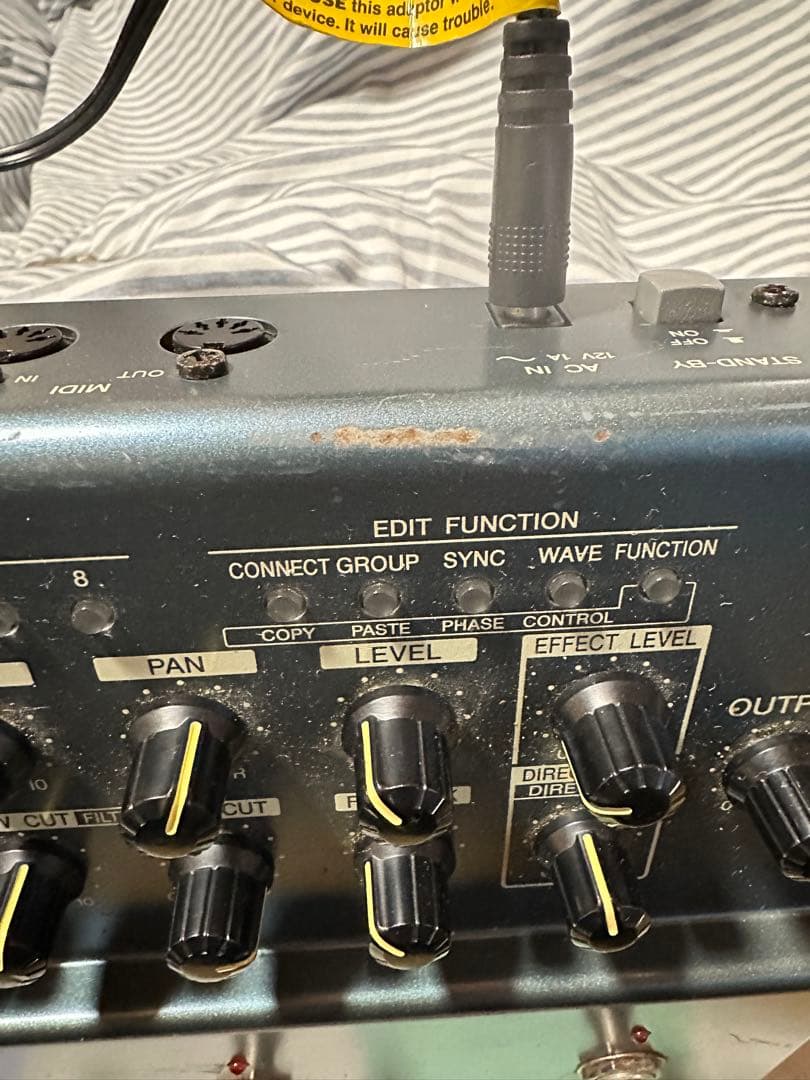 USE this adaptor
device. It will cause trouble.
IN
MIDI
OUT
AC IN
12V 1A
OFF
ON
STAND-BY
EDIT FUNCTION
8
CONNECT GROUP SYNC WAVE FUNCTION
COPY PASTE PHASE CONTROL
PAN LEVEL EFFECT LEVEL
R
10
CUT
CUT